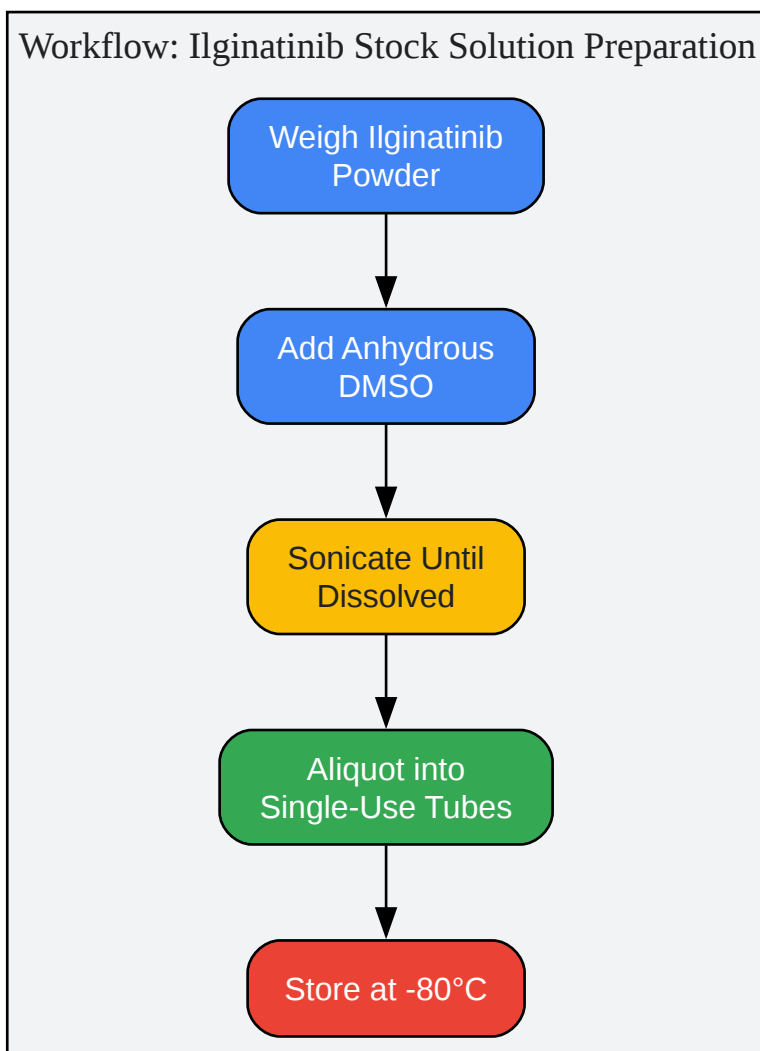 Workflow: Ilginatinib Stock Solution Preparation
Weigh Ilginatinib
Powder
Add Anhydrous
DMSO
Sonicate Until
Dissolved
Aliquot into
Single-Use Tubes
Store at -80°C